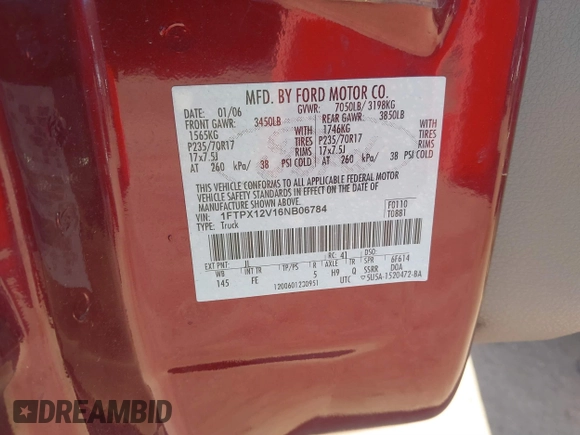 MFD. BY FORD MOTOR CO.
DATE: 01/06 GVWR: 7050LB/ 3198KG
FRONT GAWR: 3450LB REAR GAWR: 3850LB
1565KG WITH 1746KG WITH
P235/70R17 TIRES P235/70R17 TIRES
17x7.5J RIMS 17x7.5J RIMS
AT 260 kPa/ 38 PSI COLD AT 260 kPa/ 38 PSI COLD
THIS VEHICLE CONFORMS TO ALL APPLICABLE FEDERAL MOTOR
VEHICLE SAFETY STANDARDS IN EFFECT ON THE DATE OF
MANUFACTURE SHOWN ABOVE.
VIN: 1FTPX12V16NB06784 F0110
TYPE: Truck T0881
EXT PNT: RC: 41 DSO:
WB INT TR TP/PS R AXLE TR SPR 6F614
145 FE 5 H9 Q SSRR DOA
1200601230951 UTC 5U5A-1520472-BA
DREAMBID